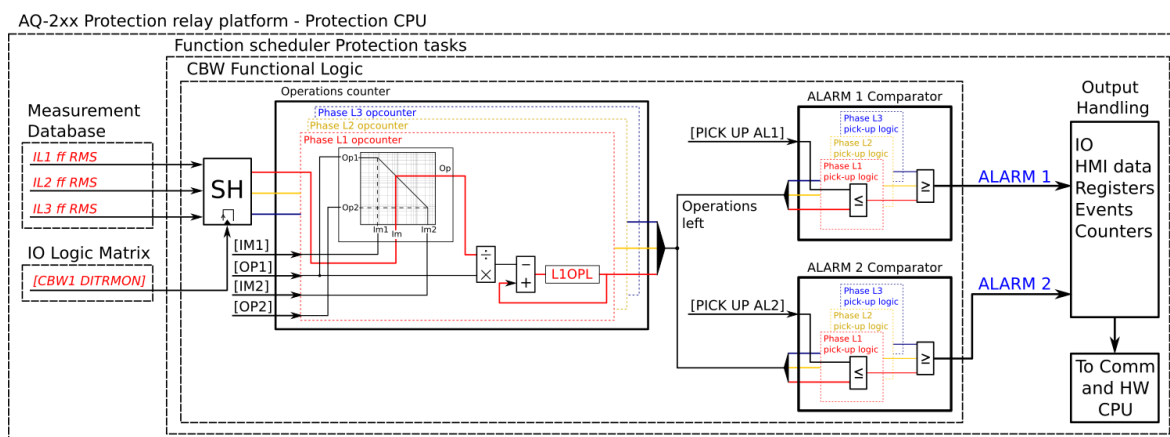 AQ-2xx Protection relay platform - Protection CPU
Function scheduler Protection tasks
CBW Functional Logic
Measurement
Database
IL1 ff RMS
IL2 ff RMS
IL3 ff RMS
IO Logic Matrix
[CBW1 DITRMON]
SH
Operations counter
Phase L3 opcounter
Phase L2 opcounter
Phase L1 opcounter
Op1
Op
Op2
Im1
Im
Im2
[IM1]
[OP1]
[IM2]
[OP2]
÷
×
−
+
L1OPL
Operations
left
ALARM 1 Comparator
[PICK UP AL1]
Phase L3
pick-up logic
Phase L2
pick-up logic
Phase L1
pick-up logic
≤
≥
ALARM 1
ALARM 2 Comparator
[PICK UP AL2]
Phase L3
pick-up logic
Phase L2
pick-up logic
Phase L1
pick-up logic
≤
≥
ALARM 2
Output
Handling
IO
HMI data
Registers
Events
Counters
To Comm
and HW
CPU